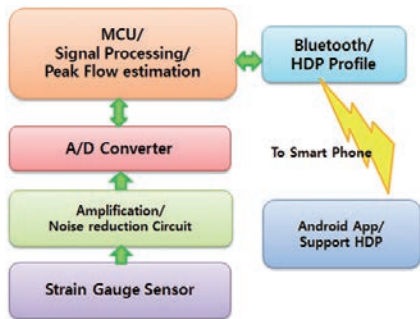 MCU/
Signal Processing/
Peak Flow estimation
Bluetooth/
HDP Profile
A/D Converter
To Smart Phone
Amplification/
Noise reduction Circuit
Android App/
Support HDP
Strain Gauge Sensor